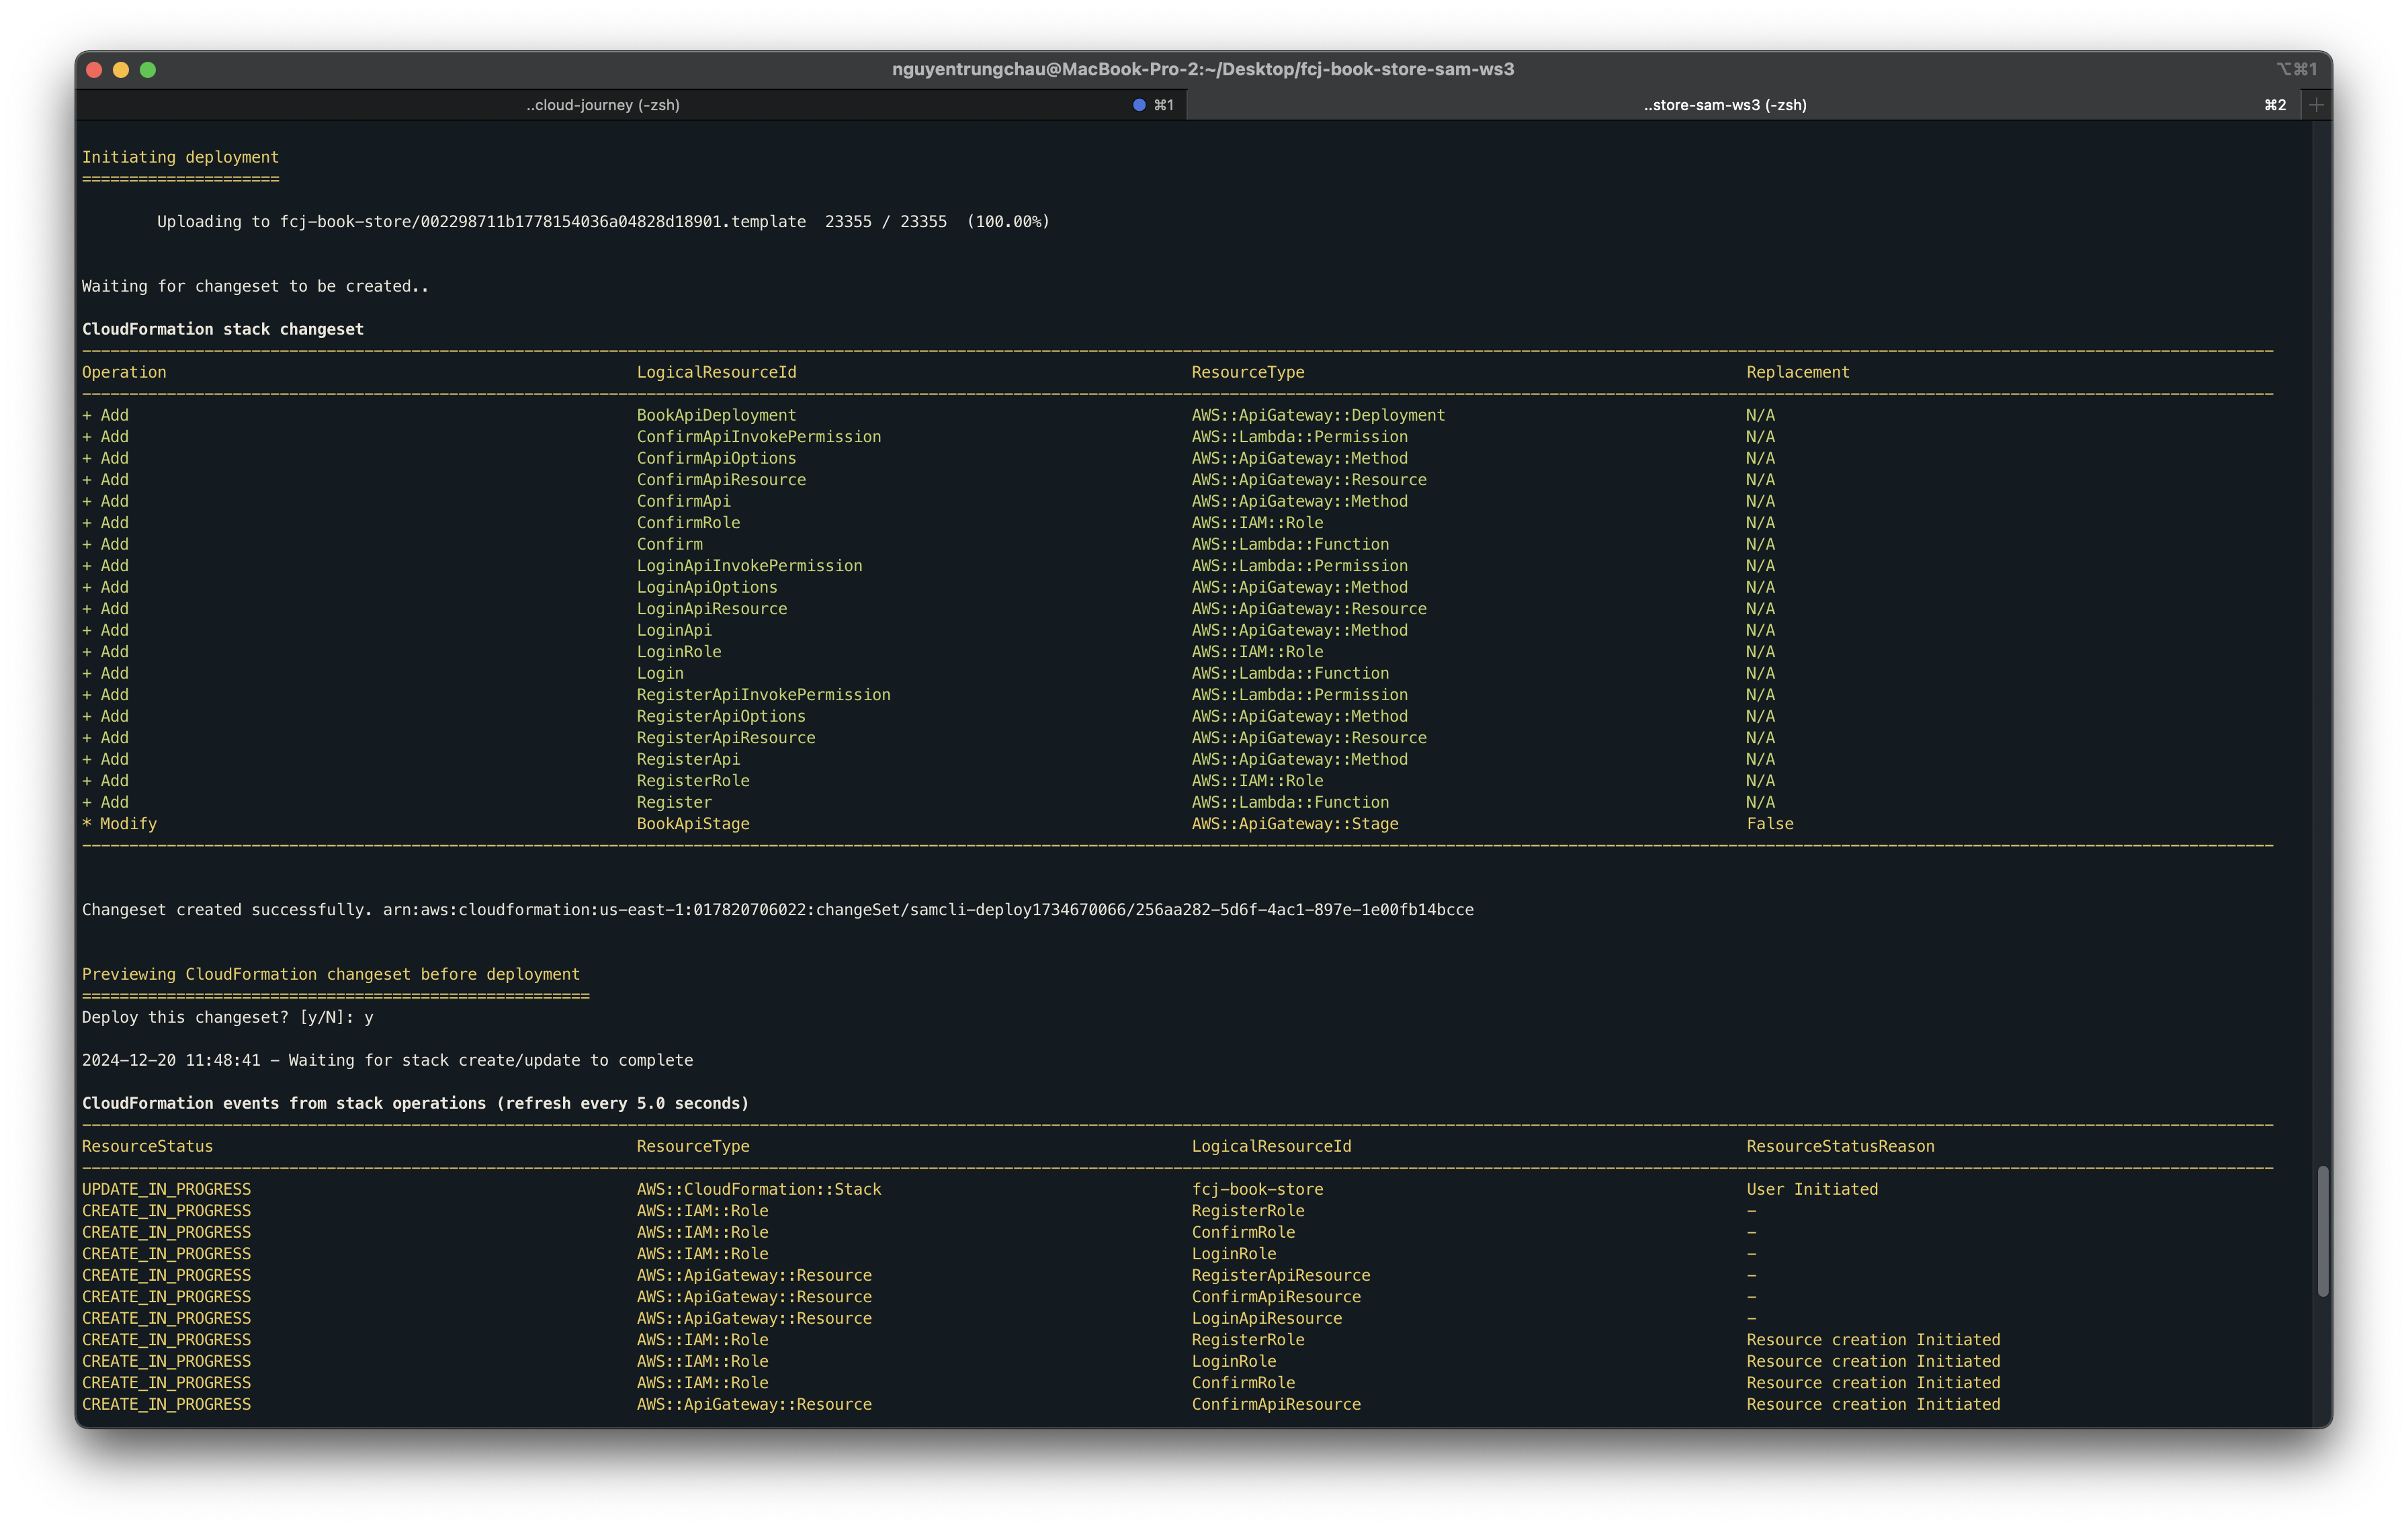 nguyentrungchau@MacBook-Pro-2:~/Desktop/fcj-book-store-sam-ws3 ⌥⌘1
..cloud-journey (-zsh) ⌘1 ..store-sam-ws3 (-zsh) ⌘2 +
Initiating deployment
=====================
Uploading to fcj-book-store/002298711b1778154036a04828d18901.template  23355 / 23355  (100.00%)
Waiting for changeset to be created..
CloudFormation stack changeset
Operation LogicalResourceId ResourceType Replacement
+ Add BookApiDeployment AWS::ApiGateway::Deployment N/A
+ Add ConfirmApiInvokePermission AWS::Lambda::Permission N/A
+ Add ConfirmApiOptions AWS::ApiGateway::Method N/A
+ Add ConfirmApiResource AWS::ApiGateway::Resource N/A
+ Add ConfirmApi AWS::ApiGateway::Method N/A
+ Add ConfirmRole AWS::IAM::Role N/A
+ Add Confirm AWS::Lambda::Function N/A
+ Add LoginApiInvokePermission AWS::Lambda::Permission N/A
+ Add LoginApiOptions AWS::ApiGateway::Method N/A
+ Add LoginApiResource AWS::ApiGateway::Resource N/A
+ Add LoginApi AWS::ApiGateway::Method N/A
+ Add LoginRole AWS::IAM::Role N/A
+ Add Login AWS::Lambda::Function N/A
+ Add RegisterApiInvokePermission AWS::Lambda::Permission N/A
+ Add RegisterApiOptions AWS::ApiGateway::Method N/A
+ Add RegisterApiResource AWS::ApiGateway::Resource N/A
+ Add RegisterApi AWS::ApiGateway::Method N/A
+ Add RegisterRole AWS::IAM::Role N/A
+ Add Register AWS::Lambda::Function N/A
* Modify BookApiStage AWS::ApiGateway::Stage False
Changeset created successfully. arn:aws:cloudformation:us-east-1:017820706022:changeSet/samcli-deploy1734670066/256aa282-5d6f-4ac1-897e-1e00fb14bcce
Previewing CloudFormation changeset before deployment
======================================================
Deploy this changeset? [y/N]: y
2024-12-20 11:48:41 - Waiting for stack create/update to complete
CloudFormation events from stack operations (refresh every 5.0 seconds)
ResourceStatus ResourceType LogicalResourceId ResourceStatusReason
UPDATE_IN_PROGRESS AWS::CloudFormation::Stack fcj-book-store User Initiated
CREATE_IN_PROGRESS AWS::IAM::Role RegisterRole -
CREATE_IN_PROGRESS AWS::IAM::Role ConfirmRole -
CREATE_IN_PROGRESS AWS::IAM::Role LoginRole -
CREATE_IN_PROGRESS AWS::ApiGateway::Resource RegisterApiResource -
CREATE_IN_PROGRESS AWS::ApiGateway::Resource ConfirmApiResource -
CREATE_IN_PROGRESS AWS::ApiGateway::Resource LoginApiResource -
CREATE_IN_PROGRESS AWS::IAM::Role RegisterRole Resource creation Initiated
CREATE_IN_PROGRESS AWS::IAM::Role LoginRole Resource creation Initiated
CREATE_IN_PROGRESS AWS::IAM::Role ConfirmRole Resource creation Initiated
CREATE_IN_PROGRESS AWS::ApiGateway::Resource ConfirmApiResource Resource creation Initiated